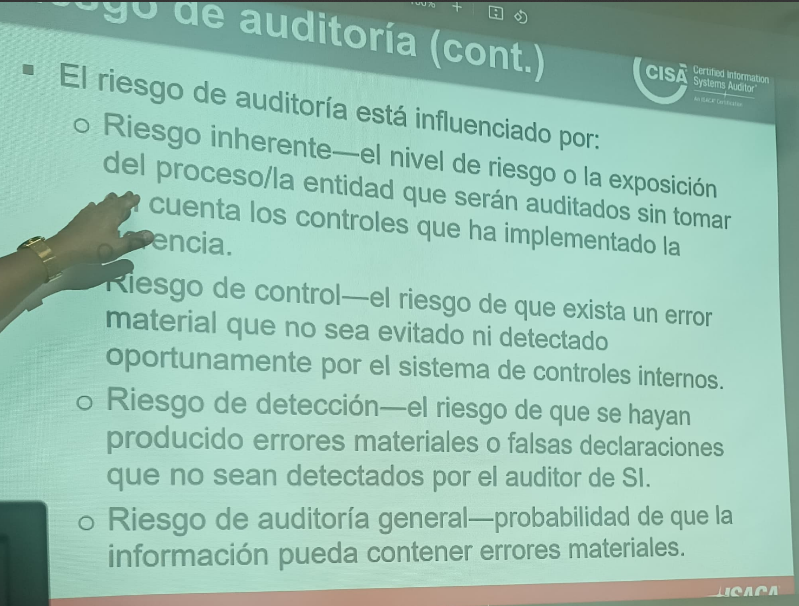 de auditoría (cont.)
CISA Certified Information
Systems Auditor
El riesgo de auditoría está influenciado por:
Riesgo inherente—el nivel de riesgo o la exposición
del proceso/la entidad que serán auditados sin tomar
cuenta los controles que ha implementado la
encia.
Riesgo de control—el riesgo de que exista un error
material que no sea evitado ni detectado
oportunamente por el sistema de controles internos.
Riesgo de detección—el riesgo de que se hayan
producido errores materiales o falsas declaraciones
que no sean detectados por el auditor de SI.
Riesgo de auditoría general—probabilidad de que la
información pueda contener errores materiales.
ISACA